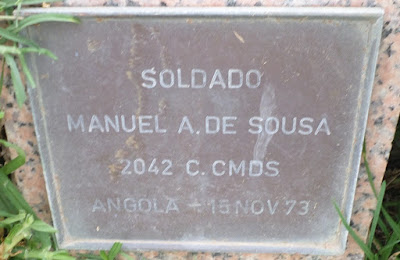 SOLDADO
MANUEL A. DE SOUSA
2042 C. CMDS
ANGOLA - 15 NOV 73